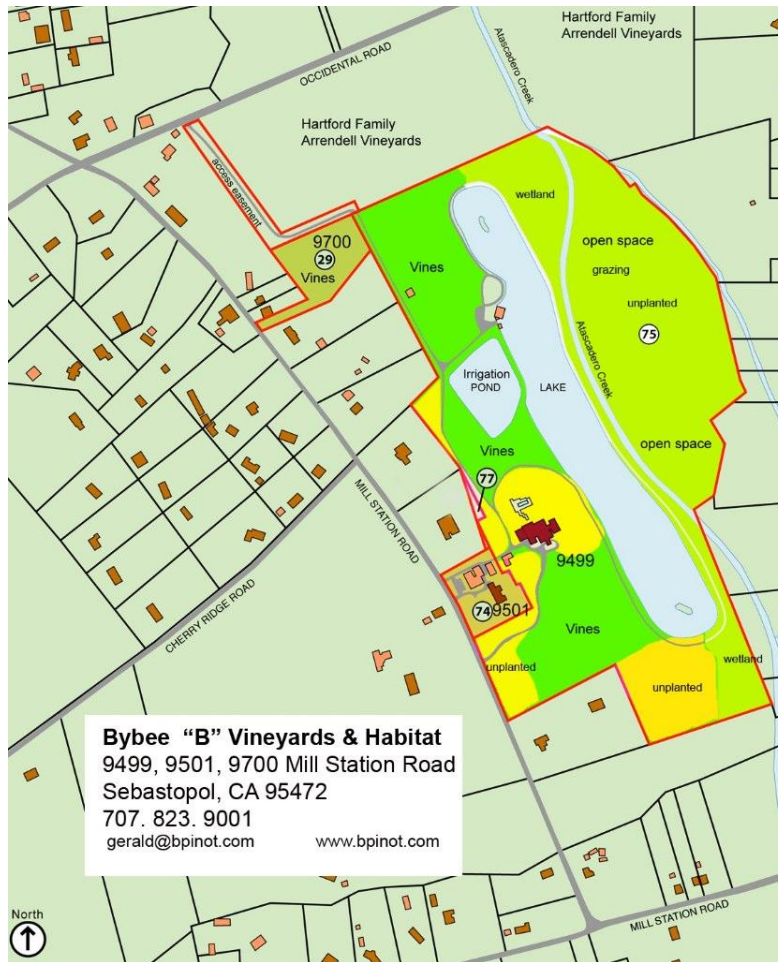 Hartford Family
Arrendell Vineyards
Atascadero Creek
OCCIDENTAL ROAD
Hartford Family
Arrendell Vineyards
access easement
wetland
9700
29
Vines
Vines
open space
grazing
unplanted
75
Atascadero Creek
Irrigation
POND
LAKE
Vines
open space
77
MILL STATION ROAD
9499
74
9501
Vines
CHERRY RIDGE ROAD
unplanted
unplanted
wetland
Bybee "B" Vineyards & Habitat
9499, 9501, 9700 Mill Station Road
Sebastopol, CA 95472
707. 823. 9001
gerald@bpinot.com www.bpinot.com
North
MILL STATION ROAD